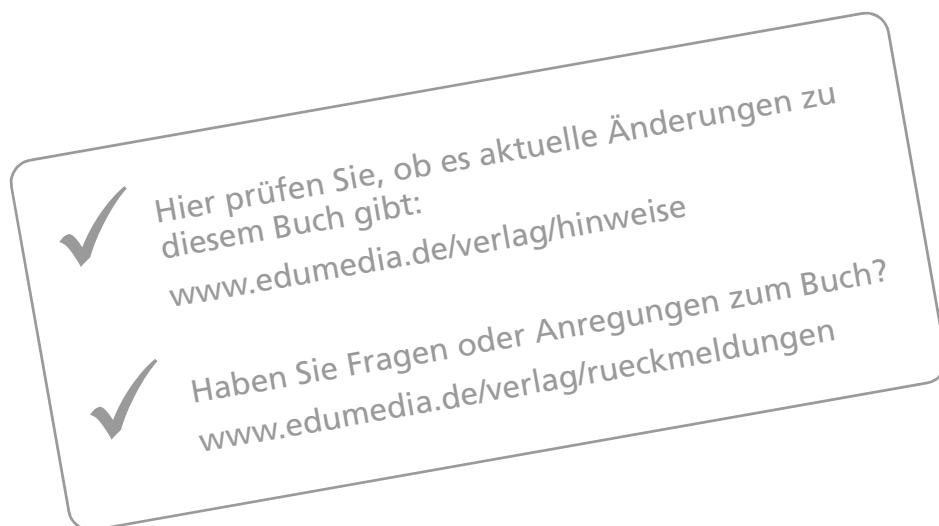 Hier prüfen Sie, ob es aktuelle Änderungen zu
diesem Buch gibt:
www.edumedia.de/verlag/hinweise
Haben Sie Fragen oder Anregungen zum Buch?
www.edumedia.de/verlag/rueckmeldungen